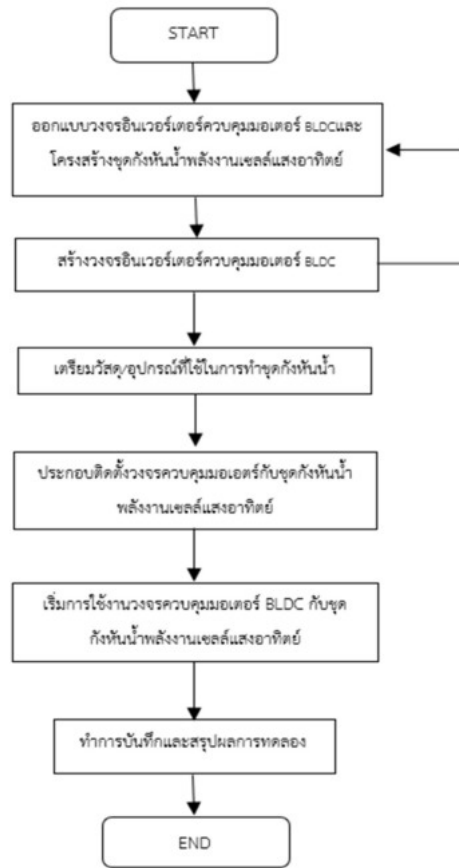 START
ออกแบบวงจรอินเวอร์เตอร์ควบคุมมอเตอร์ BLDCและ
โครงสร้างชุดกังหันน้ำพลังงานเซลล์แสงอาทิตย์
สร้างวงจรอินเวอร์เตอร์ควบคุมมอเตอร์ BLDC
เตรียมวัสดุ/อุปกรณ์ที่ใช้ในการทำชุดกังหันน้ำ
ประกอบติดตั้งวงจรควบคุมมอเอตร์กับชุดกังหันน้ำ
พลังงานเซลล์แสงอาทิตย์
เริ่มการใช้งานวงจรควบคุมมอเตอร์ BLDC กับชุด
กังหันน้ำพลังงานเซลล์แสงอาทิตย์
ทำการบันทึกและสรุปผลการทดลอง
END